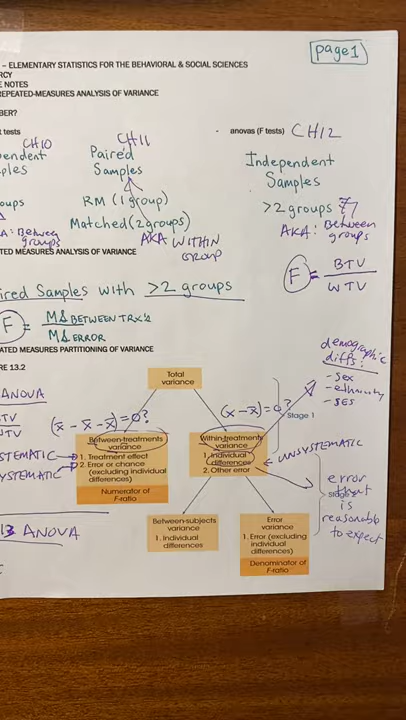 page 1
– ELEMENTARY STATISTICS FOR THE BEHAVIORAL & SOCIAL SCIENCES
RCY
E NOTES
REPEATED-MEASURES ANALYSIS OF VARIANCE
BER?
t tests
CH10
endent
ples
oups
A: Between
groups
CH11
Paired
Samples
RM (1 group)
Matched (2 groups)
AKA WITHIN
GROUP
- anovas (F tests) CH12
Independent
Samples
>2 groups
AKA: Between
groups
F = BTV
WTV
TED MEASURES ANALYSIS OF VARIANCE
ired Samples with >2 groups
F = MS BETWEEN TRX's
MS ERROR
ATED MEASURES PARTITIONING OF VARIANCE
RE 13.2
ANOVA
TV
WTV
demographic
diffs:
- Sex
- ethnicity
- SES
Total
variance
(x̄ - x̄ - x̄) = 0?
(x - x̄) = 0?
Stage 1
Between-treatments
variance
1. Treatment effect
2. Error or chance
(excluding individual
differences)
Numerator of
F-ratio
STEMATIC
YSTEMATIC
Within-treatments
variance
1. Individual
differences
2. Other error
UNSYSTEMATIC
error
that
is
reasonable
to expect
13 ANOVA
Between-subjects
variance
1. Individual
differences
Error
variance
1. Error (excluding
individual
differences)
Denominator of
F-ratio